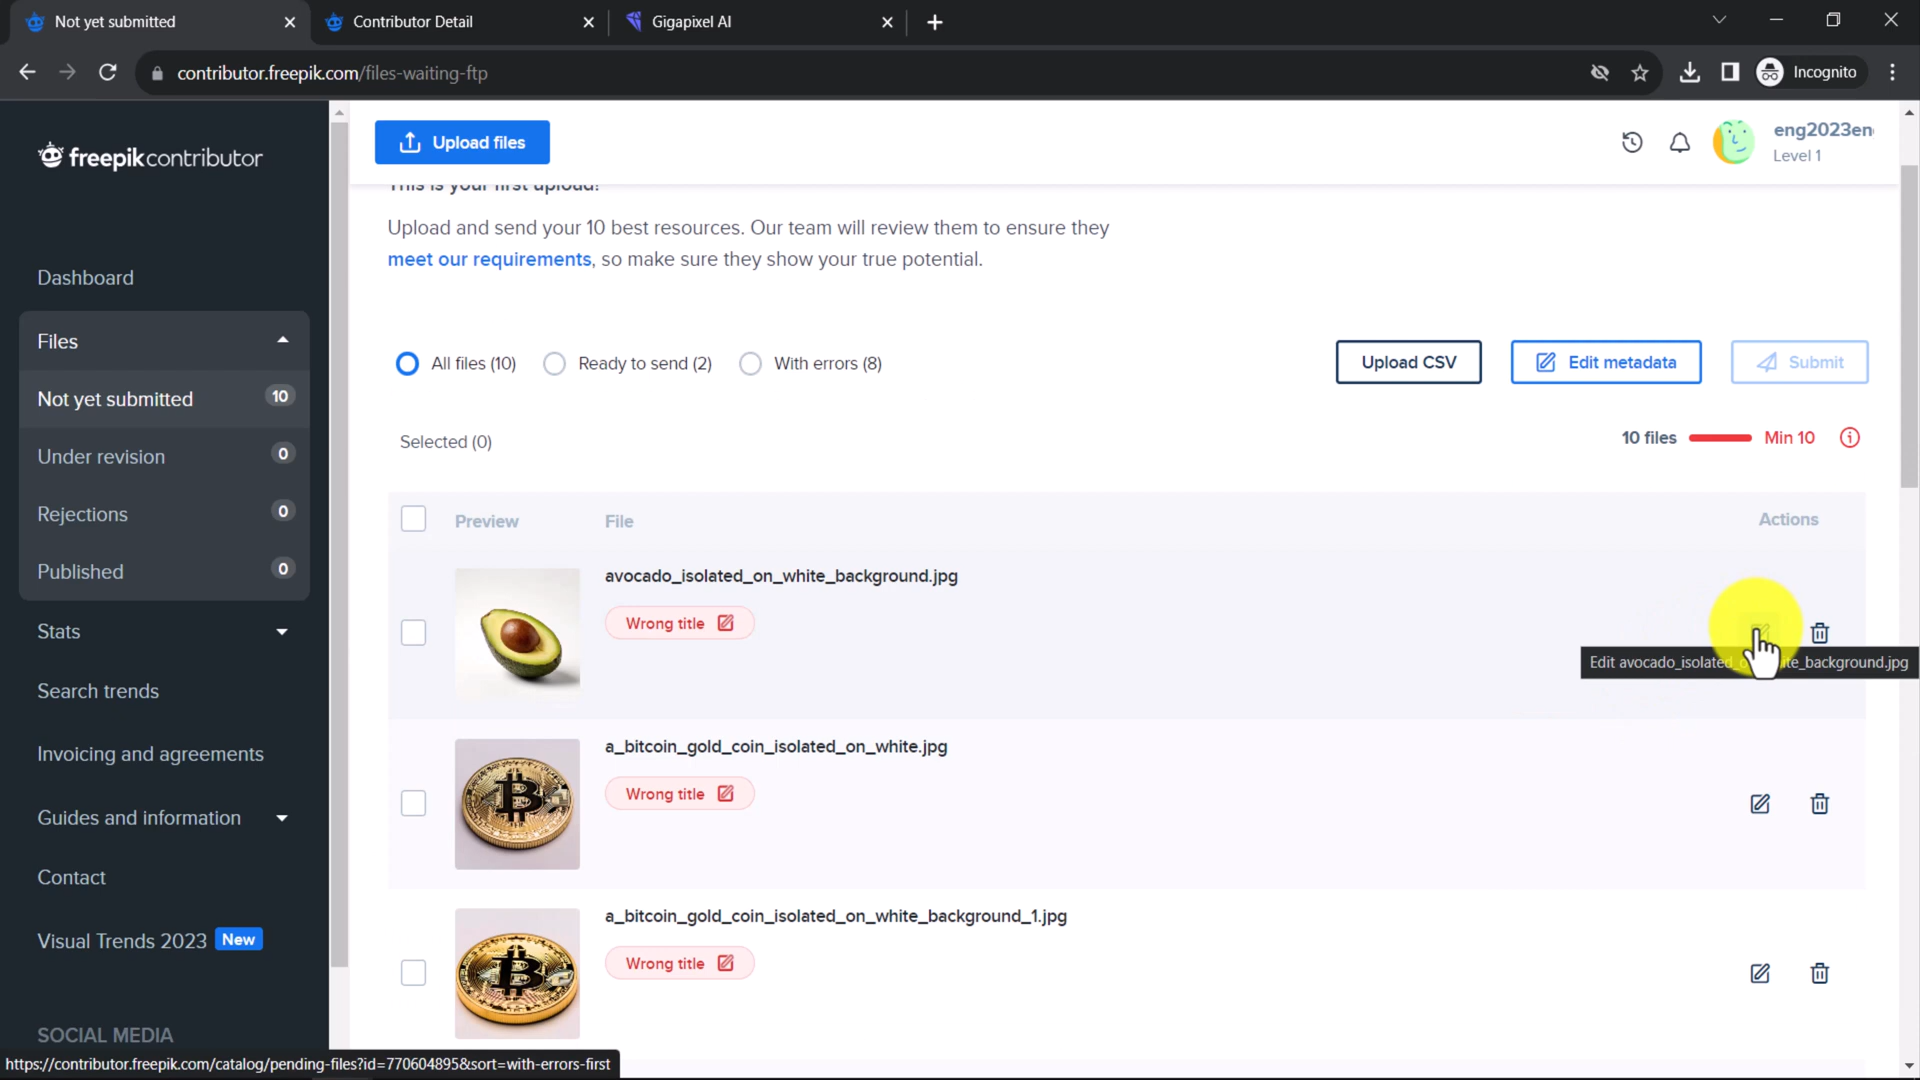 Not yet submitted
Contributor Detail
Gigapixel AI
contributor.freepik.com/files-waiting-ftp
Incognito
freepikcontributor
Upload files
eng2023en
Level 1
This is your first upload!
Upload and send your 10 best resources. Our team will review them to ensure they
meet our requirements, so make sure they show your true potential.
Dashboard
Files
Not yet submitted 10
Under revision 0
Rejections 0
Published 0
Stats
Search trends
Invoicing and agreements
Guides and information
Contact
Visual Trends 2023 New
SOCIAL MEDIA
All files (10)
Ready to send (2)
With errors (8)
Upload CSV
Edit metadata
Submit
Selected (0)
10 files
Min 10
Preview
File
Actions
avocado_isolated_on_white_background.jpg
Wrong title
a_bitcoin_gold_coin_isolated_on_white.jpg
Wrong title
a_bitcoin_gold_coin_isolated_on_white_background_1.jpg
Wrong title
https://contributor.freepik.com/catalog/pending-files?id=770604895&sort=with-errors-first